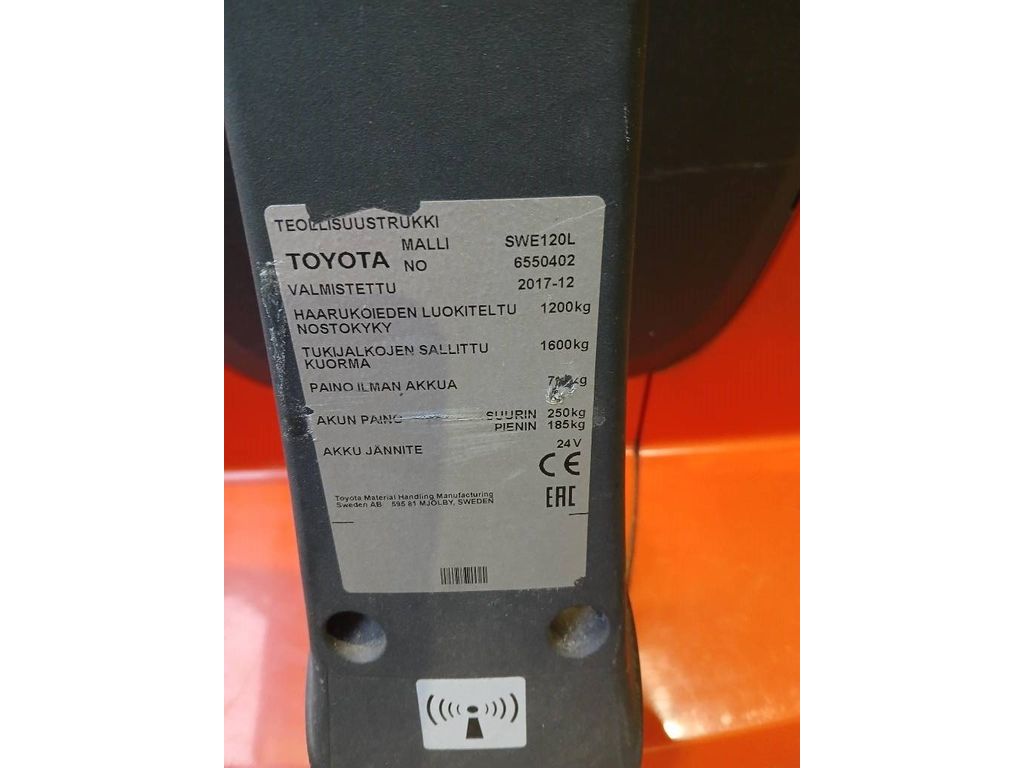 TEOLLISUUSTRUKKI
TOYOTA MALLI SWE120L
NO 6550402
VALMISTETTU 2017-12
HAARUKOIEDEN LUOKITELTU 1200kg
NOSTOKYKY
TUKIJALKOJEN SALLITTU 1600kg
KUORMA
PAINO ILMAN AKKUA
AKUN PAINO SUURIN 250kg
PIENIN 185kg
AKKU JÄNNITE 24V
CE
Toyota Material Handling Manufacturing
Sweden AB 595 81 MJÖLBY, SWEDEN
EAC